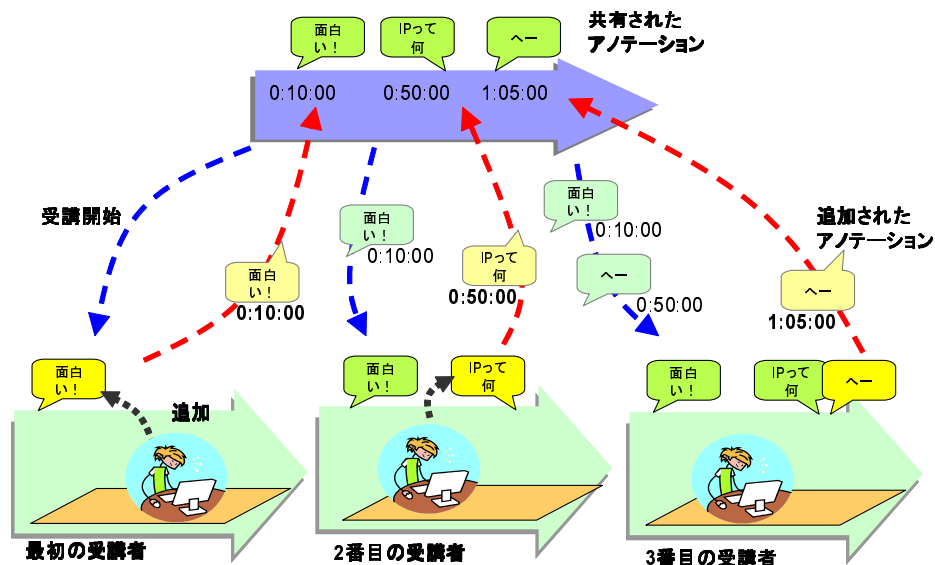 面白
い！
IPって
何
へー
共有された
アノテーション
0:10:00
0:50:00
1:05:00
受講開始
面白
い！
0:10:00
面白
い！
0:10:00
IPって
何
0:50:00
面白
い！
0:10:00
へー
0:50:00
追加された
アノテーション
へー
1:05:00
面白
い！
追加
面白
い！
IPって
何
面白
い！
IPって
何
へー
最初の受講者
2番目の受講者
3番目の受講者